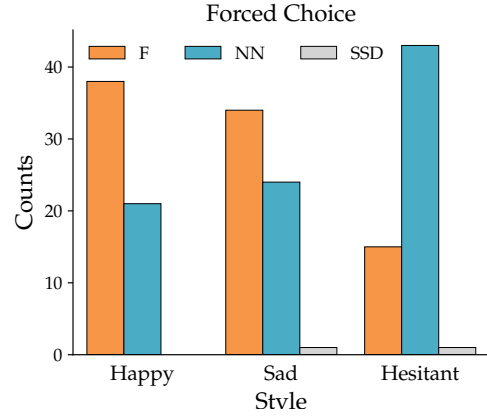 Forced Choice
F NN SSD
Counts
40
30
20
10
0
Happy Sad Hesitant
Style